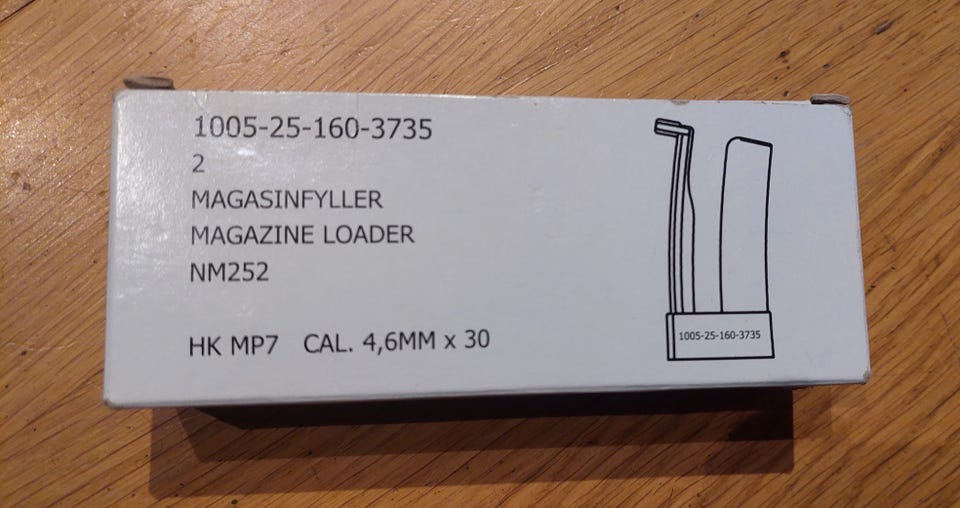 1005-25-160-3735
2
MAGASINFYLLER
MAGAZINE LOADER
NM252
HK MP7 CAL. 4,6MM x 30
1005-25-160-3735